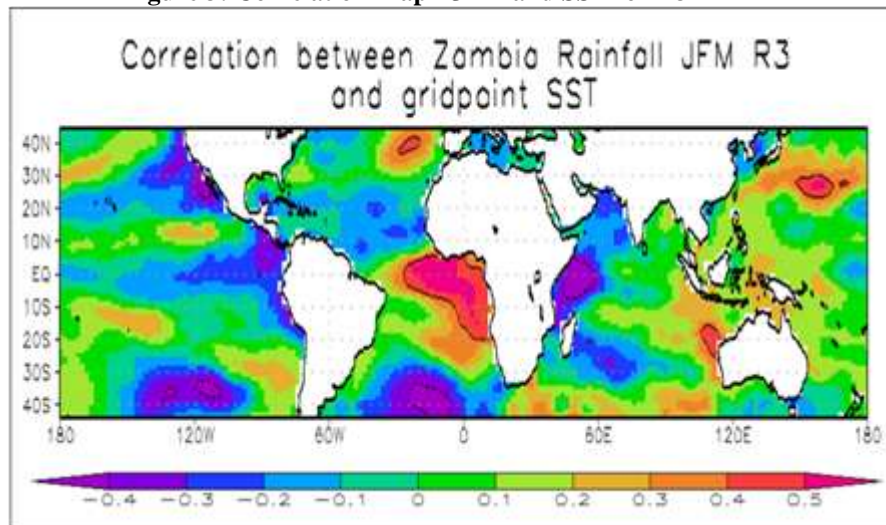 Correlation between Zambia Rainfall JFM R3
and gridpoint SST
40N
30N
20N
10N
EQ
10S
20S
30S
40S
180 120W 60W 0 60E 120E 180
-0.4 -0.3 -0.2 -0.1 0 0.1 0.2 0.3 0.4 0.5